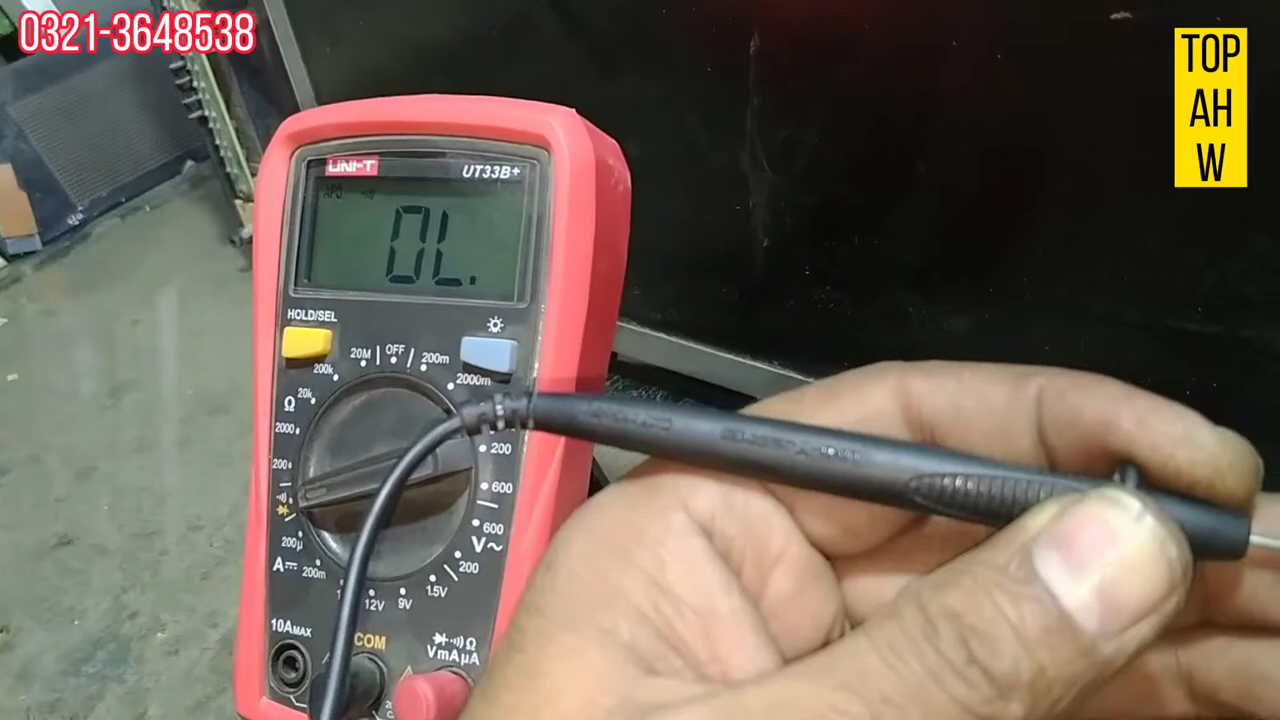 0321-3648538
TOP
AH
W
UNI-T
UT33B+
APO
OL.
HOLD/SEL
20M
OFF
200m
200k
2000m
20k
Ω
2000
200
200
600
600
V~
200
200µ
A
200m
12V
9V
1.5V
10AMAX
COM
Ω
VmAµA